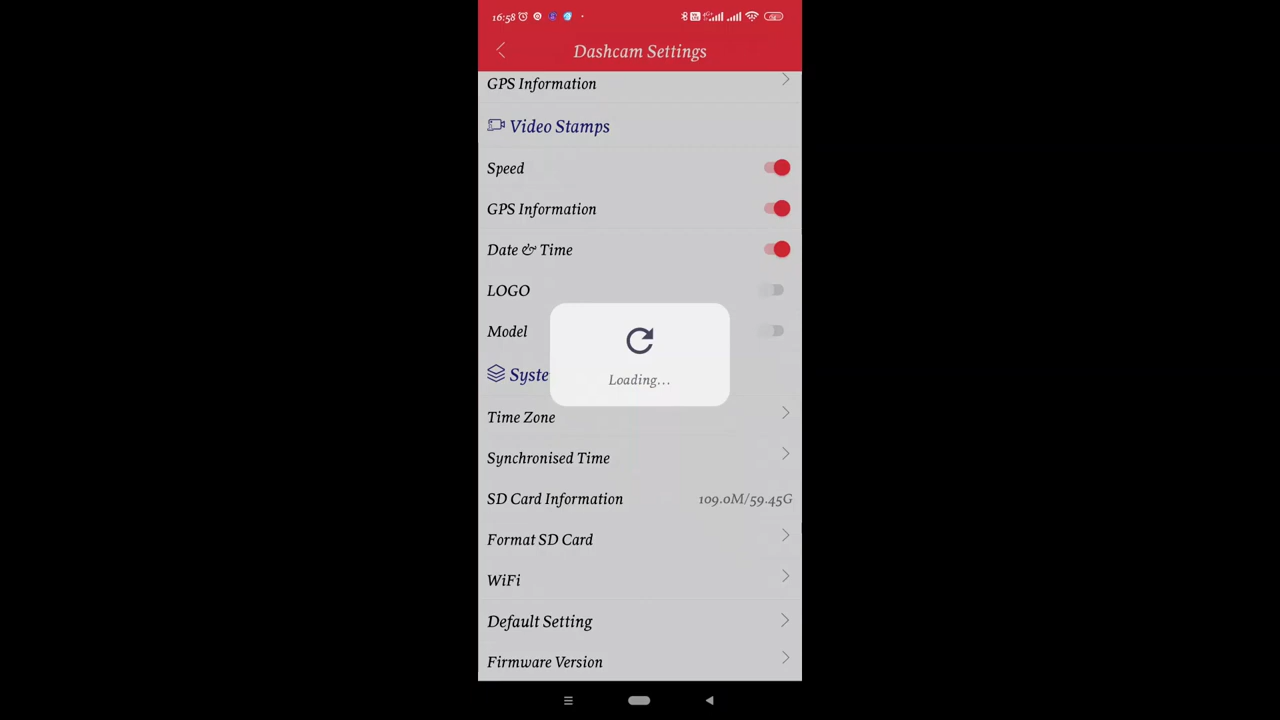 16:58
Dashcam Settings
GPS Information
Video Stamps
Speed
GPS Information
Date & Time
LOGO
Model
Syste
Loading...
Time Zone
Synchronised Time
SD Card Information 109.0M/59.45G
Format SD Card
WiFi
Default Setting
Firmware Version